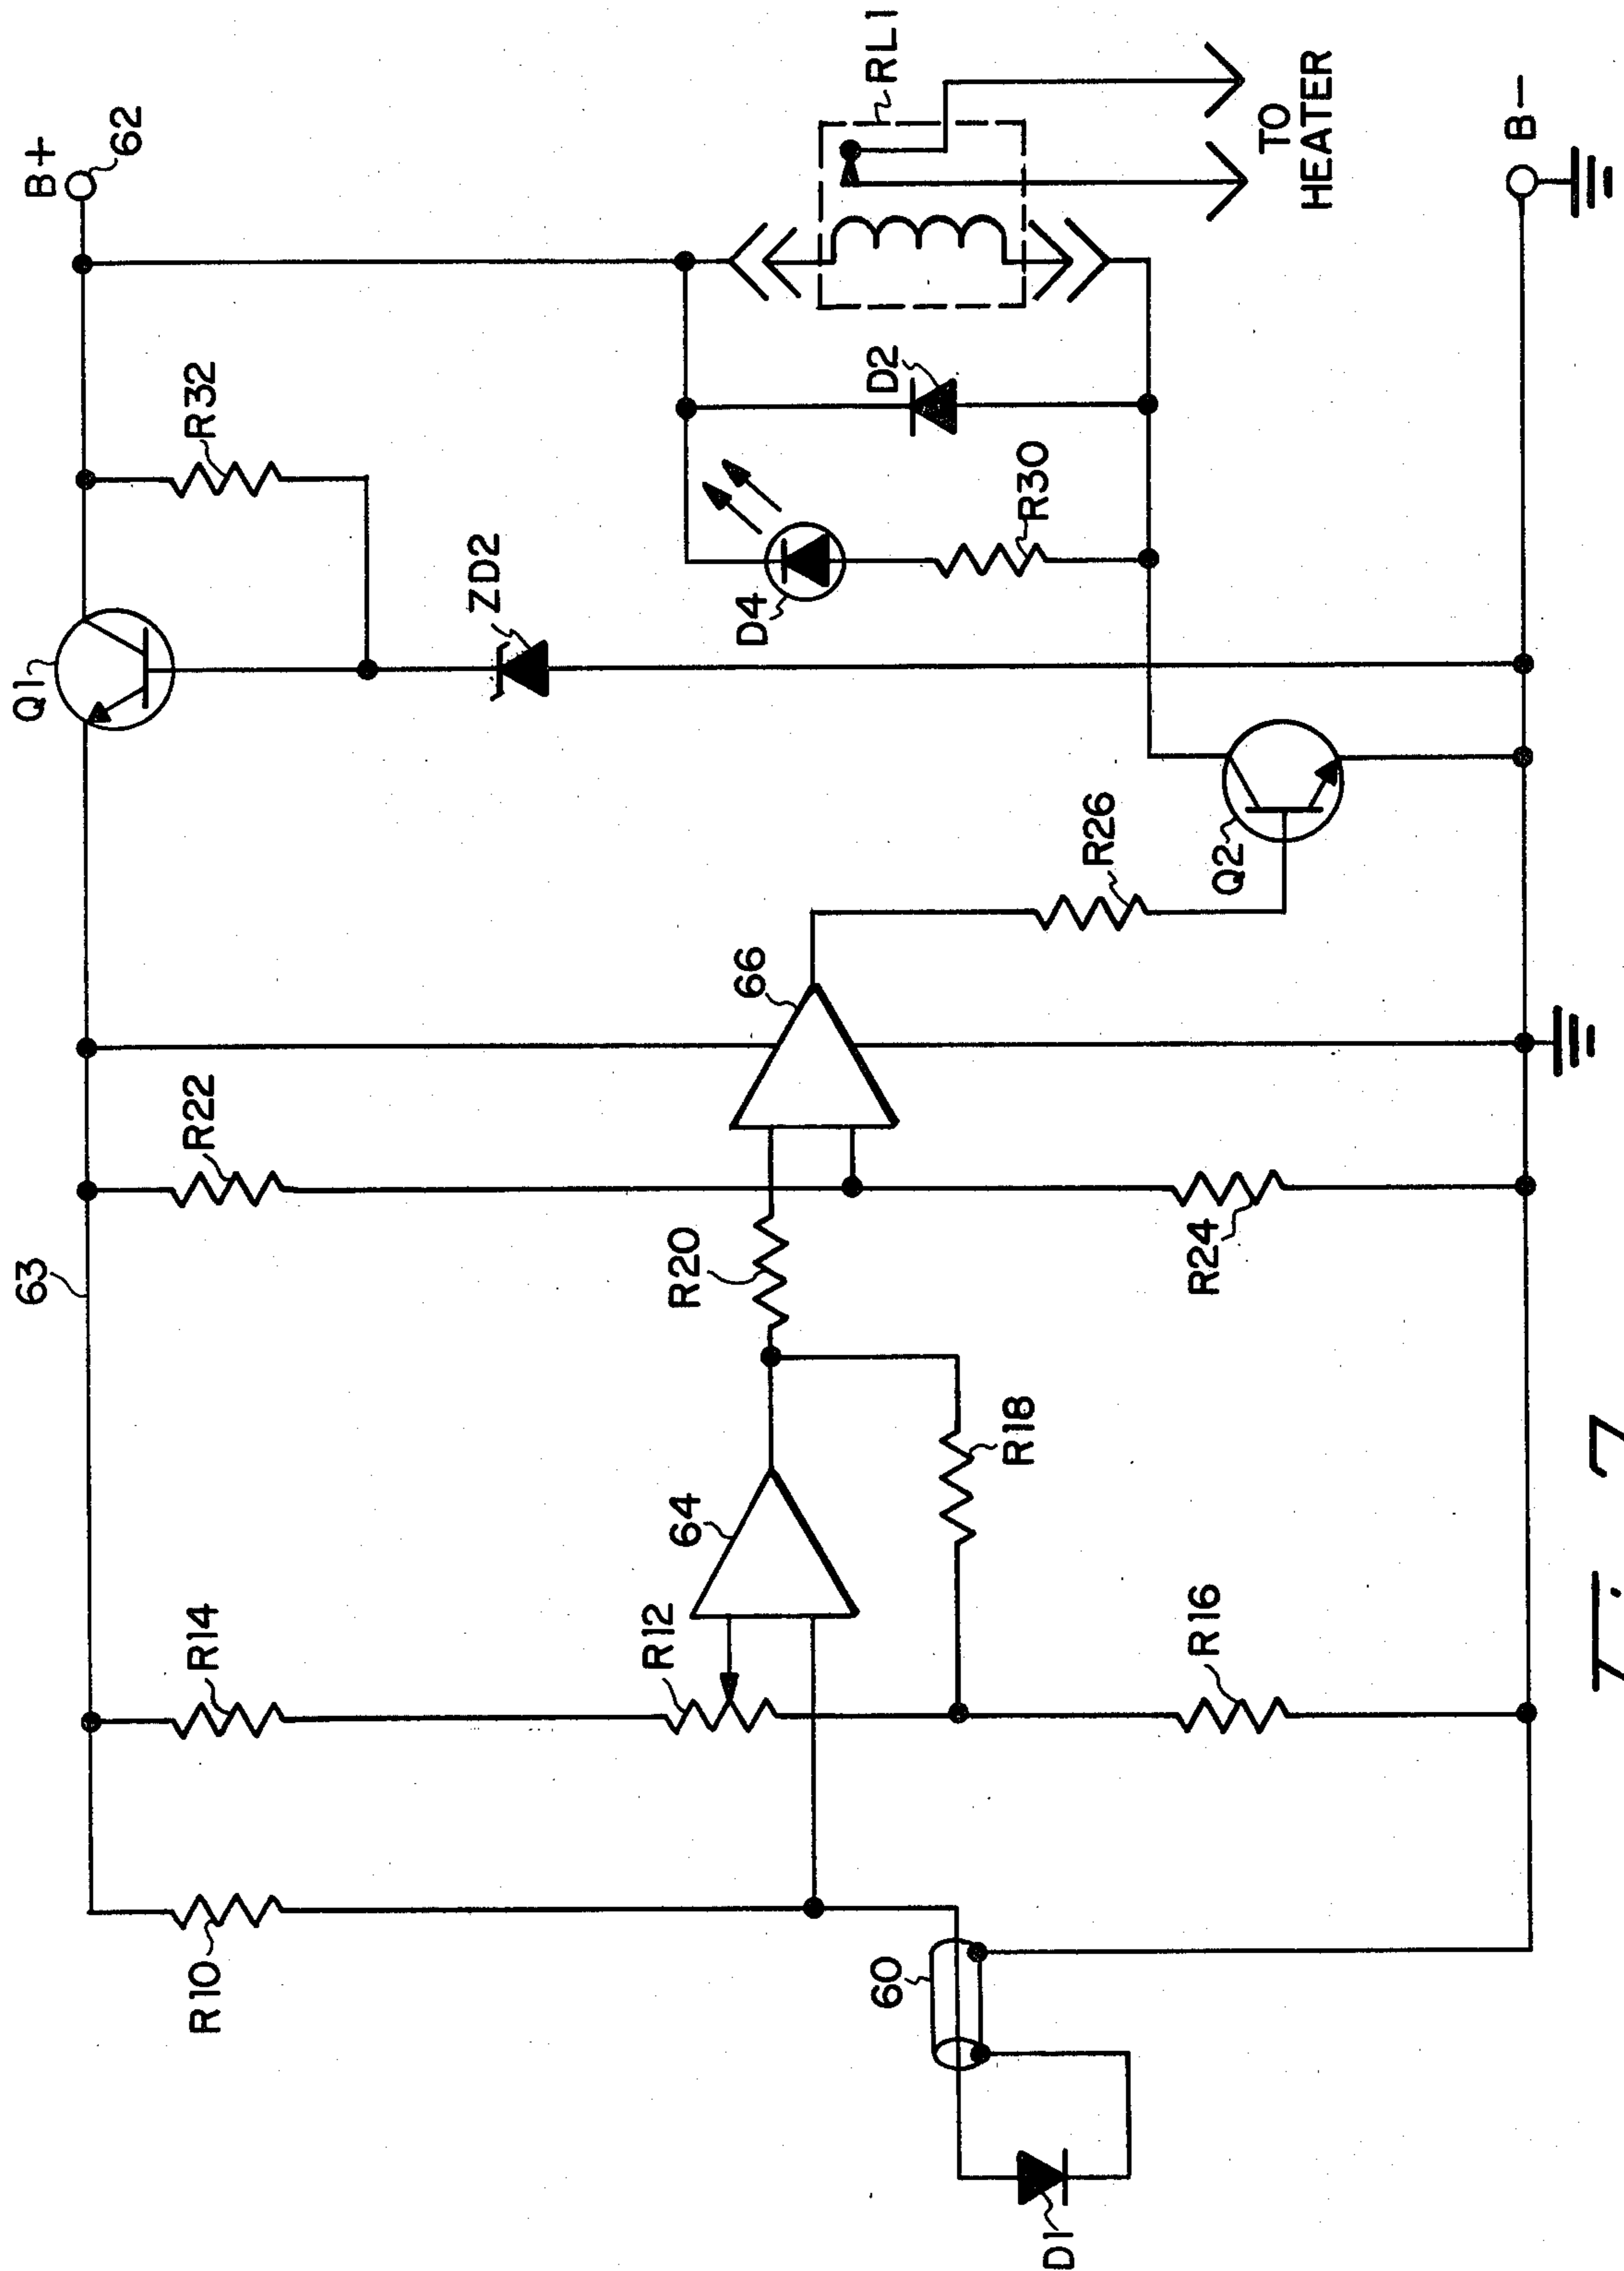 63
Q1
B+
62
R10
R14
R22
R32
ZD2
R12
64
R20
66
D4
60
D2
RL1
R18
R30
D1
R26
R16
R24
Q2
TO
HEATER
B−